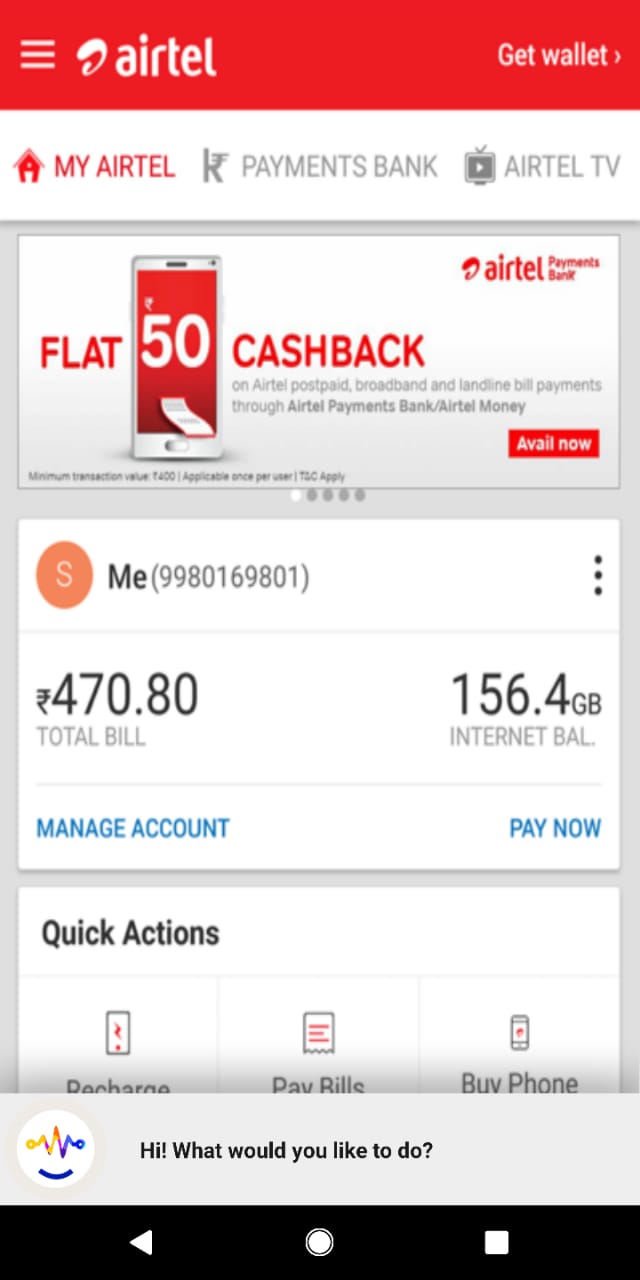 airtel
Get wallet ›
MY AIRTEL
PAYMENTS BANK
AIRTEL TV
airtel Payments Bank
FLAT ₹50 CASHBACK
on Airtel postpaid, broadband and landline bill payments
through Airtel Payments Bank/Airtel Money
Avail now
Minimum transaction value: ₹400 | Applicable once per user | T&C Apply
S
Me(9980169801)
₹470.80
156.4GB
TOTAL BILL
INTERNET BAL.
MANAGE ACCOUNT
PAY NOW
Quick Actions
Recharge
Pay Bills
Buy Phone
Hi! What would you like to do?